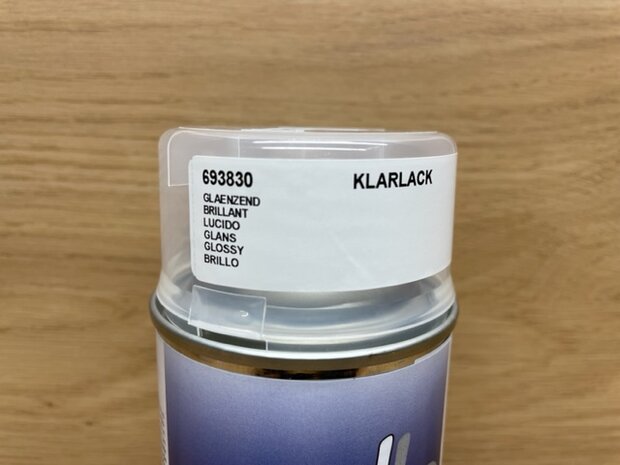 693830 KLARLACK
GLAENZEND
BRILLANT
LUCIDO
GLANS
GLOSSY
BRILLO